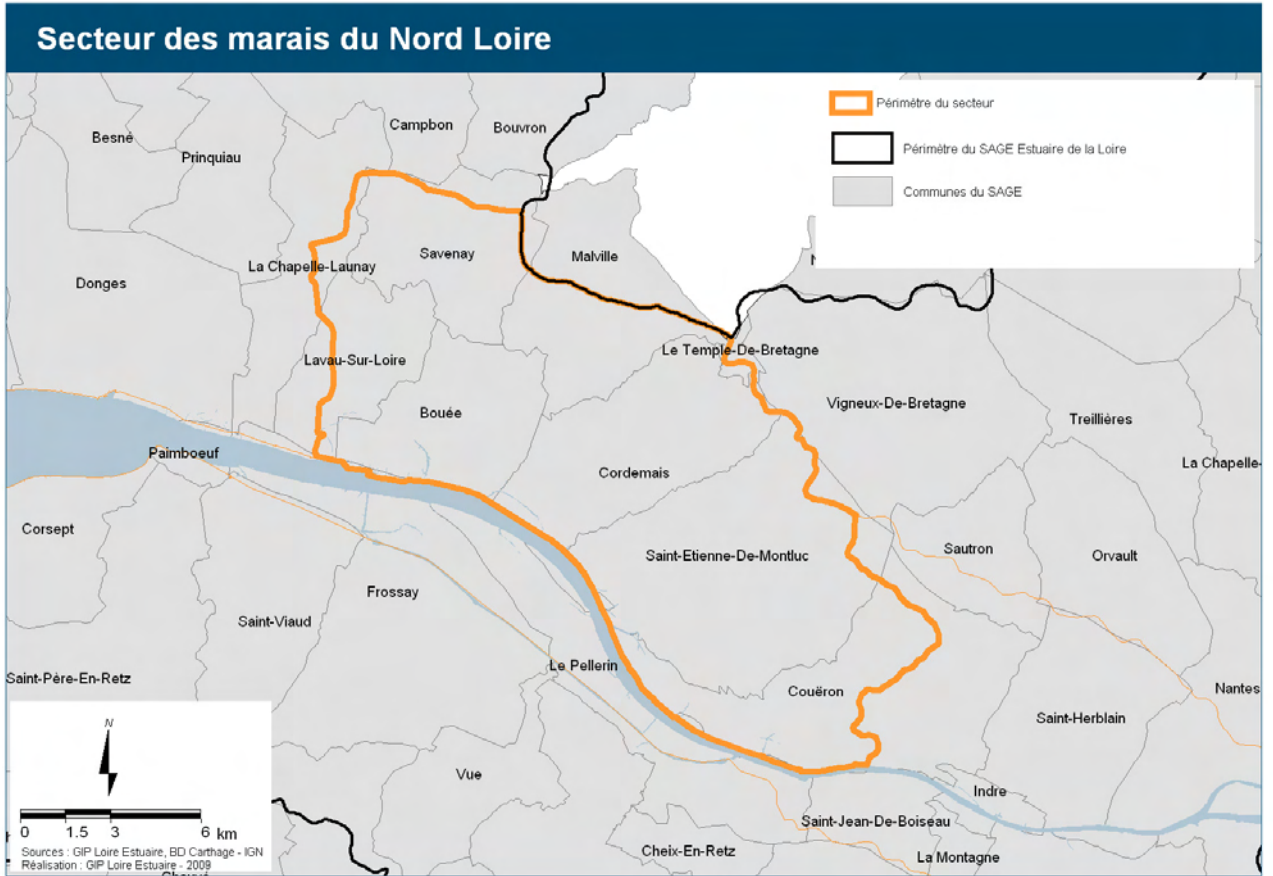 Secteur des marais du Nord Loire
Périmètre du secteur
Périmètre du SAGE Estuaire de la Loire
Communes du SAGE
Campbon
Bouvron
Besné
Prinquiau
Savenay
Malville
La Chapelle-Launay
Donges
Le Temple-De-Bretagne
Lavau-Sur-Loire
Bouée
Vigneux-De-Bretagne
Treillières
Paimboeuf
Cordemais
La Chapelle-
Corsept
Saint-Etienne-De-Montluc
Sautron
Orvault
Frossay
Saint-Viaud
Le Pellerin
Saint-Père-En-Retz
Couëron
Nantes
Saint-Herblain
N
Vue
Indre
Saint-Jean-De-Boiseau
0 1.5 3 6 km
Cheix-En-Retz
La Montagne
Sources : GIP Loire Estuaire, BD Carthage - IGN
Réalisation : GIP Loire Estuaire - 2009